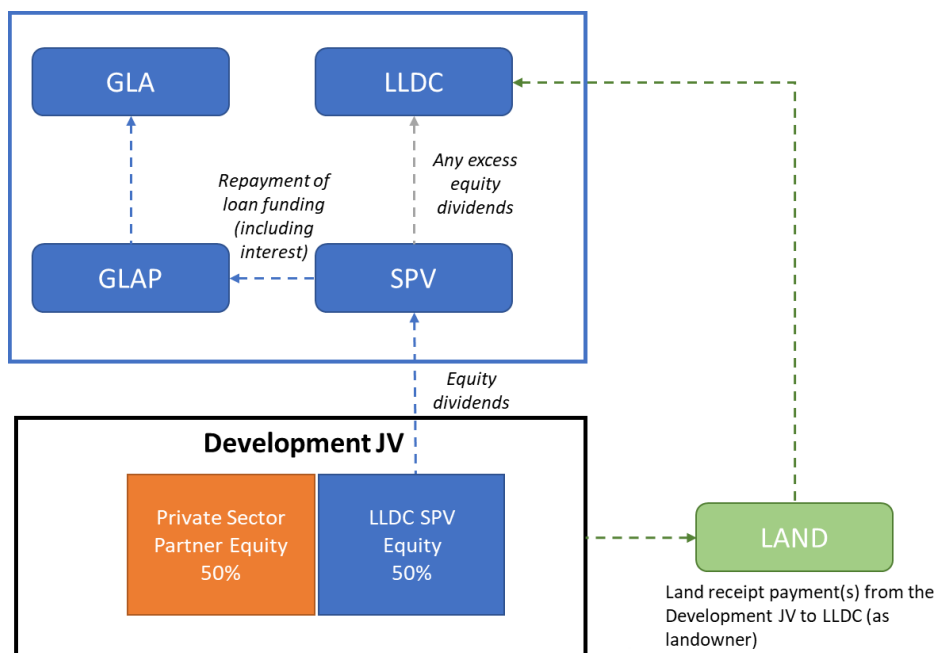 GLA
LLDC
Repayment of
loan funding
(including
interest)
Any excess
equity
dividends
GLAP
SPV
Equity
dividends
Development JV
Private Sector
Partner Equity
50%
LLDC SPV
Equity
50%
LAND
Land receipt payment(s) from the
Development JV to LLDC (as
landowner)